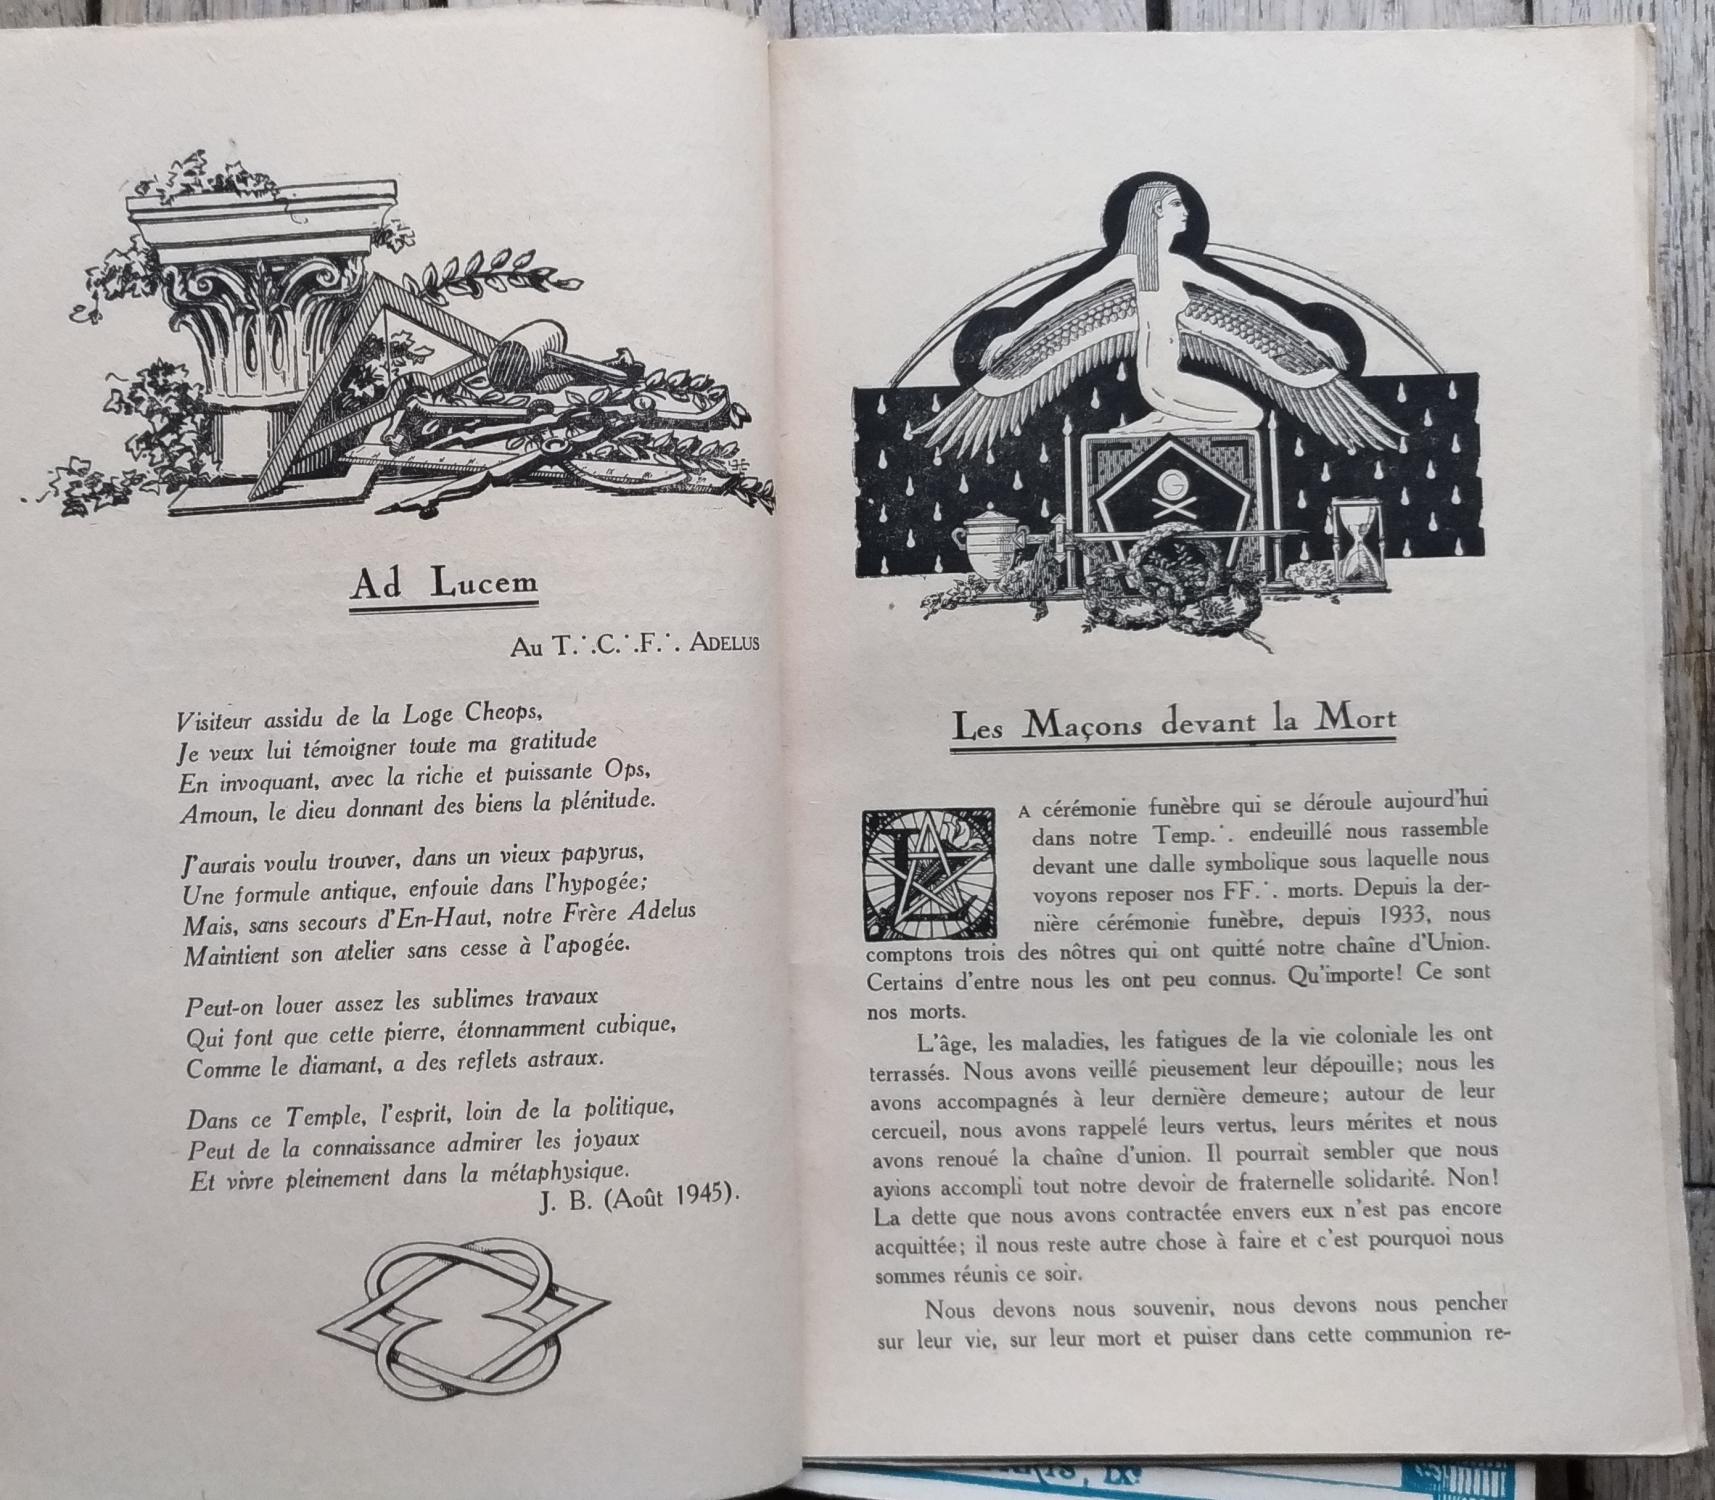 Ad Lucem
Au T∴C∴F∴ ADELUS
Visiteur assidu de la Loge Cheops,
Je veux lui témoigner toute ma gratitude
En invoquant, avec la riche et puissante Ops,
Amoun, le dieu donnant des biens la plénitude.
J'aurais voulu trouver, dans un vieux papyrus,
Une formule antique, enfouie dans l'hypogée;
Mais, sans secours d'En-Haut, notre Frère Adelus
Maintient son atelier sans cesse à l'apogée.
Peut-on louer assez les sublimes travaux
Qui font que cette pierre, étonnamment cubique,
Comme le diamant, a des reflets astraux.
Dans ce Temple, l'esprit, loin de la politique,
Peut de la connaissance admirer les joyaux
Et vivre pleinement dans la métaphysique.
J. B. (Août 1945).
G
Les Maçons devant la Mort
LA cérémonie funèbre qui se déroule aujourd'hui
dans notre Temp∴ endeuillé nous rassemble
devant une dalle symbolique sous laquelle nous
voyons reposer nos FF∴ morts. Depuis la der-
nière cérémonie funèbre, depuis 1933, nous
comptons trois des nôtres qui ont quitté notre chaîne d'Union.
Certains d'entre nous les ont peu connus. Qu'importe! Ce sont
nos morts.
L'âge, les maladies, les fatigues de la vie coloniale les ont
terrassés. Nous avons veillé pieusement leur dépouille; nous les
avons accompagnés à leur dernière demeure; autour de leur
cercueil, nous avons rappelé leurs vertus, leurs mérites et nous
avons renoué la chaîne d'union. Il pourrait sembler que nous
ayions accompli tout notre devoir de fraternelle solidarité. Non!
La dette que nous avons contractée envers eux n'est pas encore
acquittée; il nous reste autre chose à faire et c'est pourquoi nous
sommes réunis ce soir.
Nous devons nous souvenir, nous devons nous pencher
sur leur vie, sur leur mort et puiser dans cette communion re-